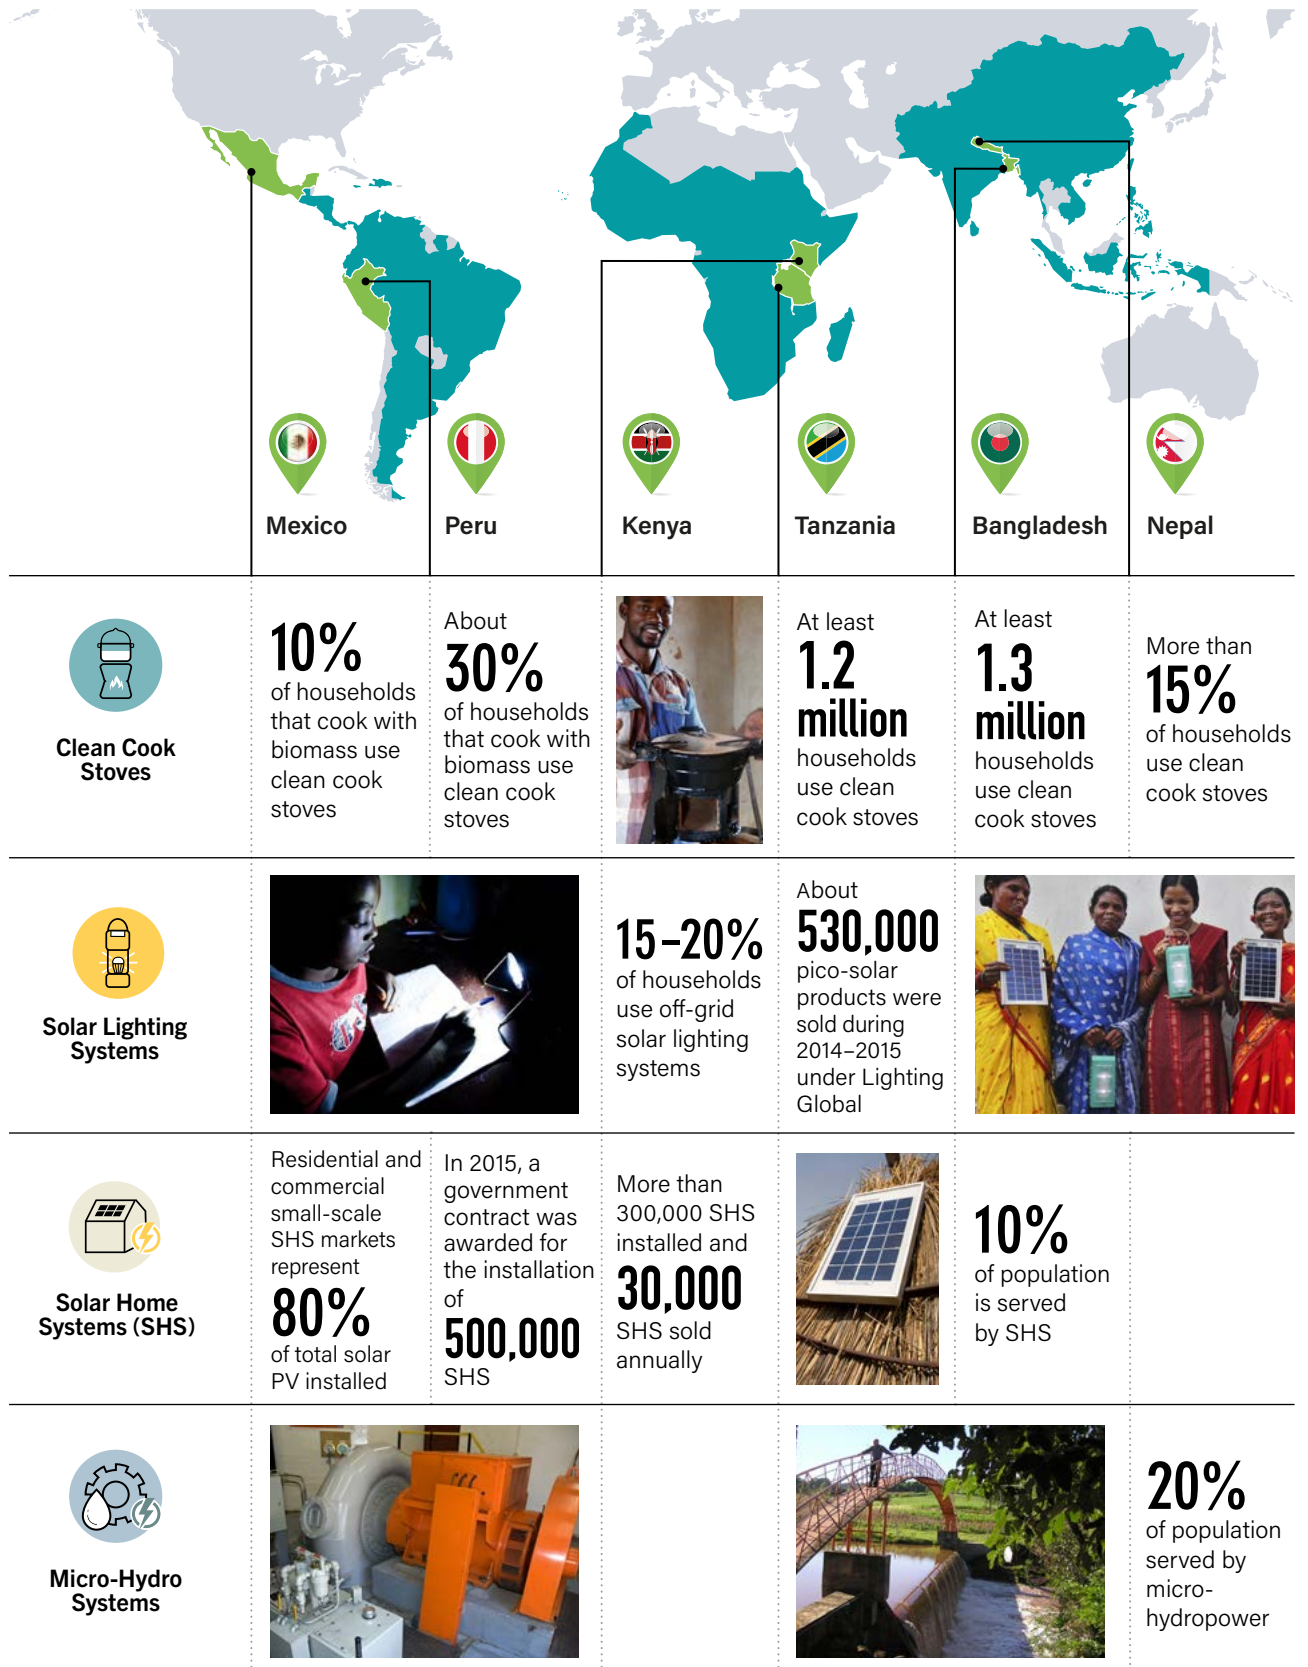 Mexico
Peru
Kenya
Tanzania
Bangladesh
Nepal
Clean Cook
Stoves
10%
of households
that cook with
biomass use
clean cook
stoves
About
30%
of households
that cook with
biomass use
clean cook
stoves
At least
1.2
million
households
use clean
cook stoves
At least
1.3
million
households
use clean
cook stoves
More than
15%
of households
use clean
cook stoves
Solar Lighting
Systems
15–20%
of households
use off-grid
solar lighting
systems
About
530,000
pico-solar
products were
sold during
2014–2015
under Lighting
Global
Solar Home
Systems (SHS)
Residential and
commercial
small-scale
SHS markets
represent
80%
of total solar
PV installed
In 2015, a
government
contract was
awarded for
the installation
of
500,000
SHS
More than
300,000 SHS
installed and
30,000
SHS sold
annually
10%
of population
is served
by SHS
Micro-Hydro
Systems
20%
of population
served by
micro-
hydropower